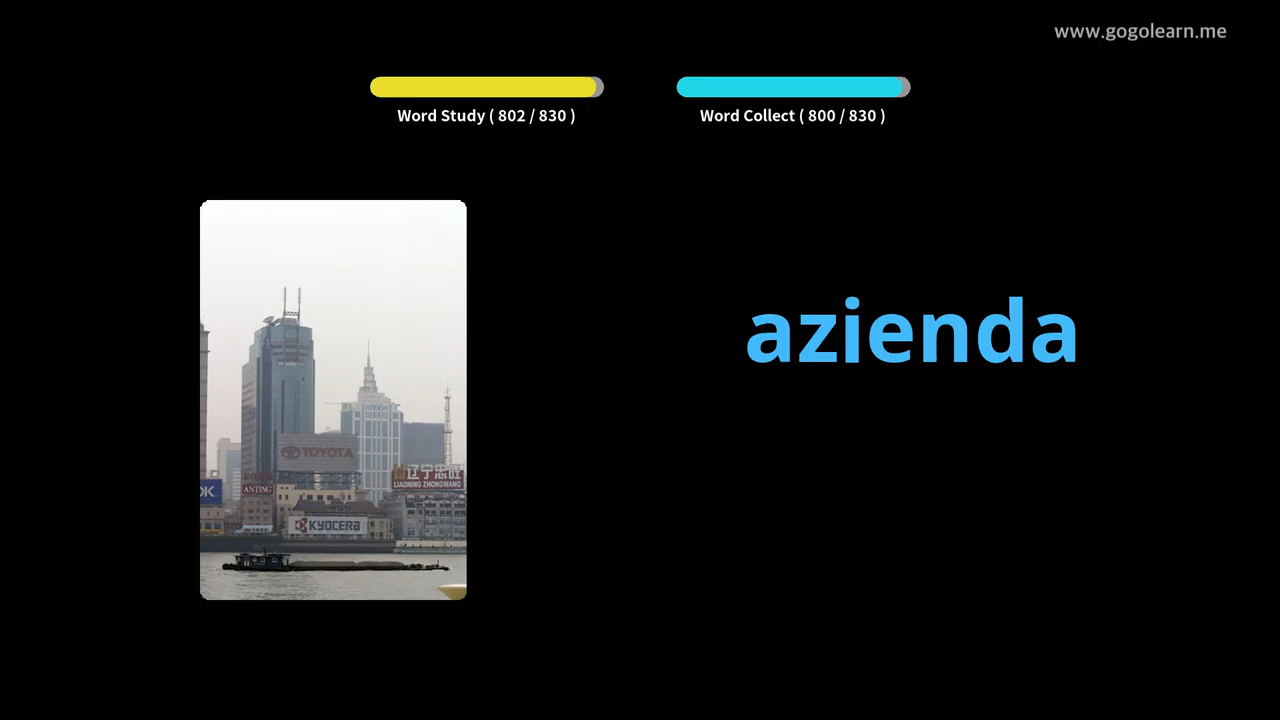 www.gogolearn.me
Word Study ( 802 / 830 )
Word Collect ( 800 / 830 )
azienda
TOYOTA
辽宁忠旺
LIAONING ZHONGWANG
ANTING
KYOCERA